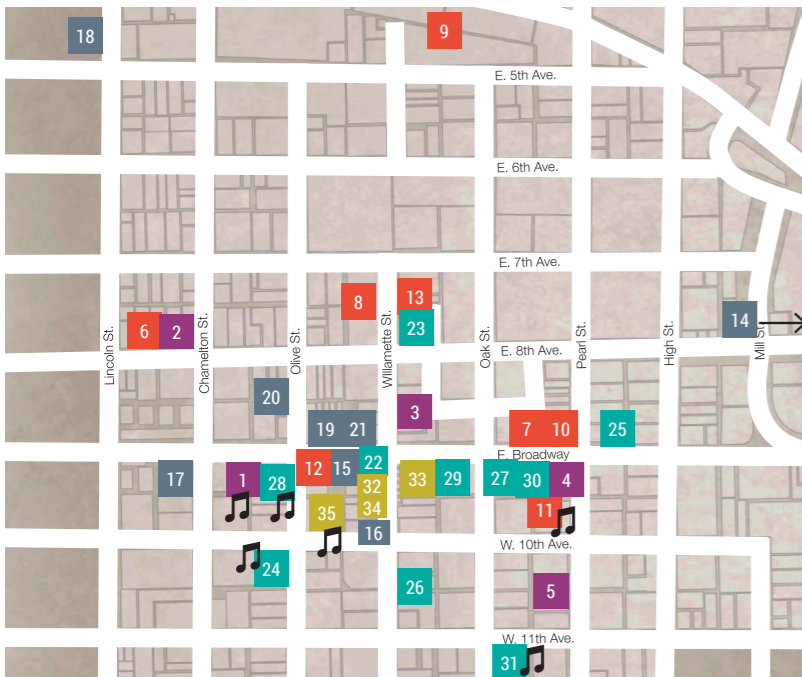 18
9
E. 5th Ave.
E. 6th Ave.
E. 7th Ave.
8
13
6
2
23
14
Lincoln St.
Charnelton St.
Olive St.
Willamette St.
Oak St.
E. 8th Ave.
Pearl St.
High St.
Mill St.
20
3
19
21
7
10
25
E. Broadway
17
1
28
12
15
22
32
34
33
29
27
30
4
35
11
16
W. 10th Ave.
24
26
5
W. 11th Ave.
31